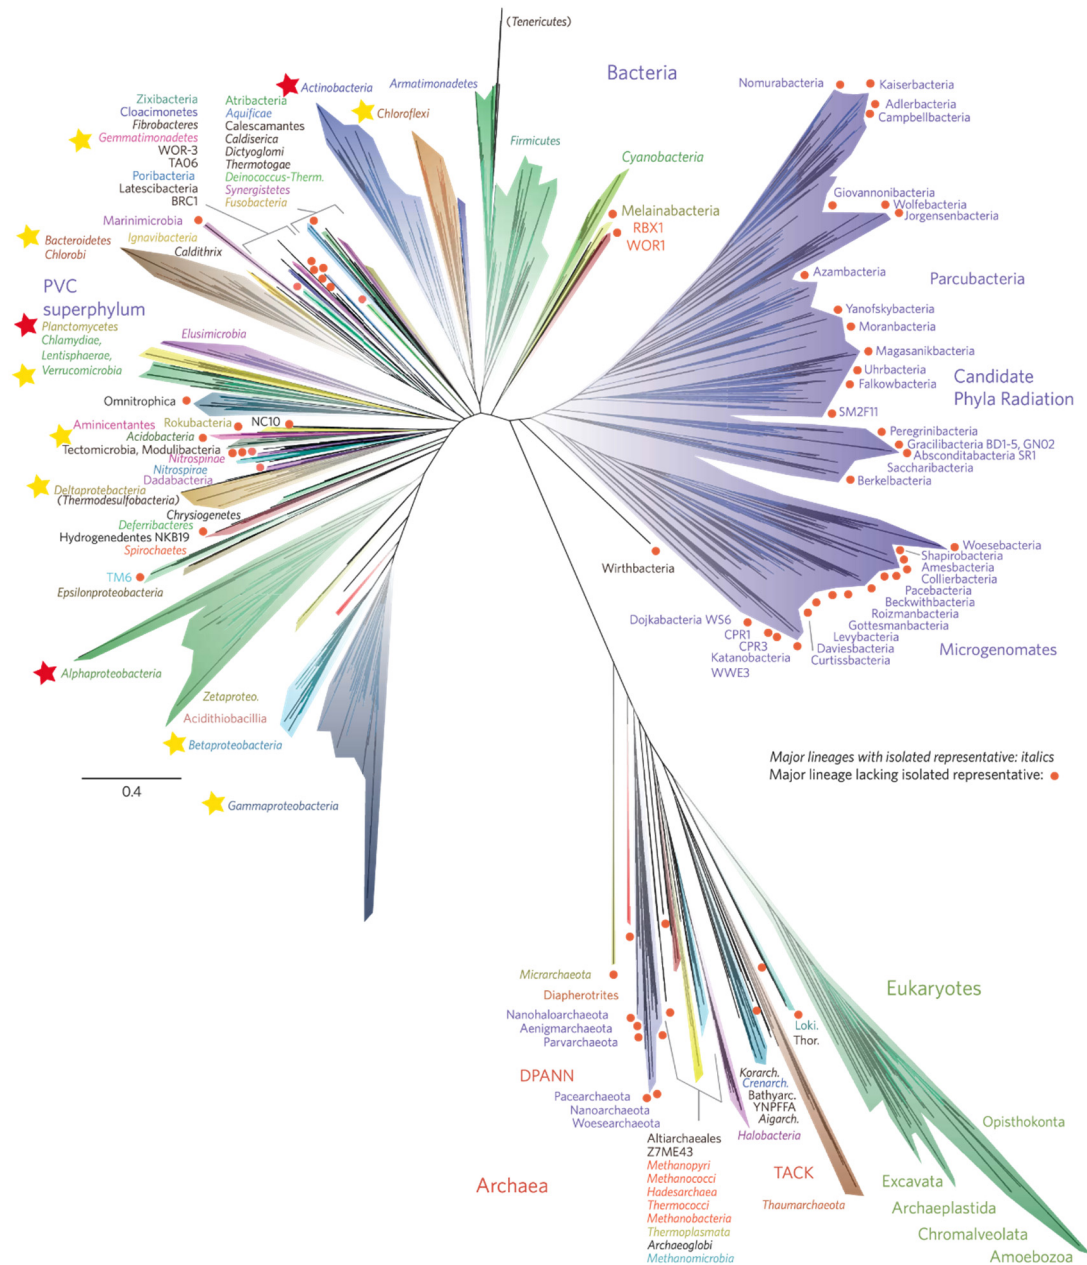 (Tenericutes)
Bacteria
Actinobacteria
Armatimonadetes
Zixibacteria
Cloacimonetes
Fibrobacteres
Gemmatimonadetes
WOR-3
TA06
Poribacteria
Latescibacteria
BRC1
Atribacteria
Aquificae
Calescamantes
Caldiserica
Dictyoglomi
Thermotogae
Deinococcus-Therm.
Synergistetes
Fusobacteria
Chloroflexi
Firmicutes
Cyanobacteria
Melainabacteria
RBX1
WOR1
Nomurabacteria
Kaiserbacteria
Adlerbacteria
Campbellbacteria
Giovannonibacteria
Wolfebacteria
Jorgensenbacteria
Azambacteria
Parcubacteria
Yanofskybacteria
Moranbacteria
Magasanikbacteria
Uhrbacteria
Falkowbacteria
Candidate
Phyla Radiation
SM2F11
Peregrinibacteria
Gracilibacteria BD1-5, GN02
Absconditabacteria SR1
Saccharibacteria
Berkelbacteria
Marinimicrobia
Ignavibacteria
Bacteroidetes
Chlorobi
Caldithrix
PVC
superphylum
Planctomycetes
Chlamydiae,
Lentisphaerae,
Verrucomicrobia
Elusimicrobia
Omnitrophica
Aminicentantes
Rokubacteria
NC10
Acidobacteria
Tectomicrobia, Modulibacteria
Nitrospinae
Nitrospirae
Dadabacteria
Deltaprotebacteria
(Thermodesulfobacteria)
Chrysiogenetes
Deferribacteres
Hydrogenedentes NKB19
Spirochaetes
TM6
Epsilonproteobacteria
Wirthbacteria
Woesebacteria
Shapirobacteria
Amesbacteria
Collierbacteria
Pacebacteria
Beckwithbacteria
Roizmanbacteria
Gottesmanbacteria
Levybacteria
Daviesbacteria
Curtissbacteria
Microgenomates
Dojkabacteria WS6
CPR1
CPR3
Katanobacteria
WWE3
Alphaproteobacteria
Zetaproteo.
Acidithiobacillia
Betaproteobacteria
0.4
Gammaproteobacteria
Major lineages with isolated representative: italics
Major lineage lacking isolated representative:
Micrarchaeota
Diapherotrites
Nanohaloarchaeota
Aenigmarchaeota
Parvarchaeota
DPANN
Pacearchaeota
Nanoarchaeota
Woesearchaeota
Archaea
Altiarchaeales
Z7ME43
Methanopyri
Methanococci
Hadesarchaea
Thermococci
Methanobacteria
Thermoplasmata
Archaeoglobi
Methanomicrobia
Halobacteria
Korarch.
Crenarch.
Bathyarc.
YNPFFA
Aigarch.
TACK
Thaumarchaeota
Loki.
Thor.
Eukaryotes
Opisthokonta
Excavata
Archaeplastida
Chromalveolata
Amoebozoa